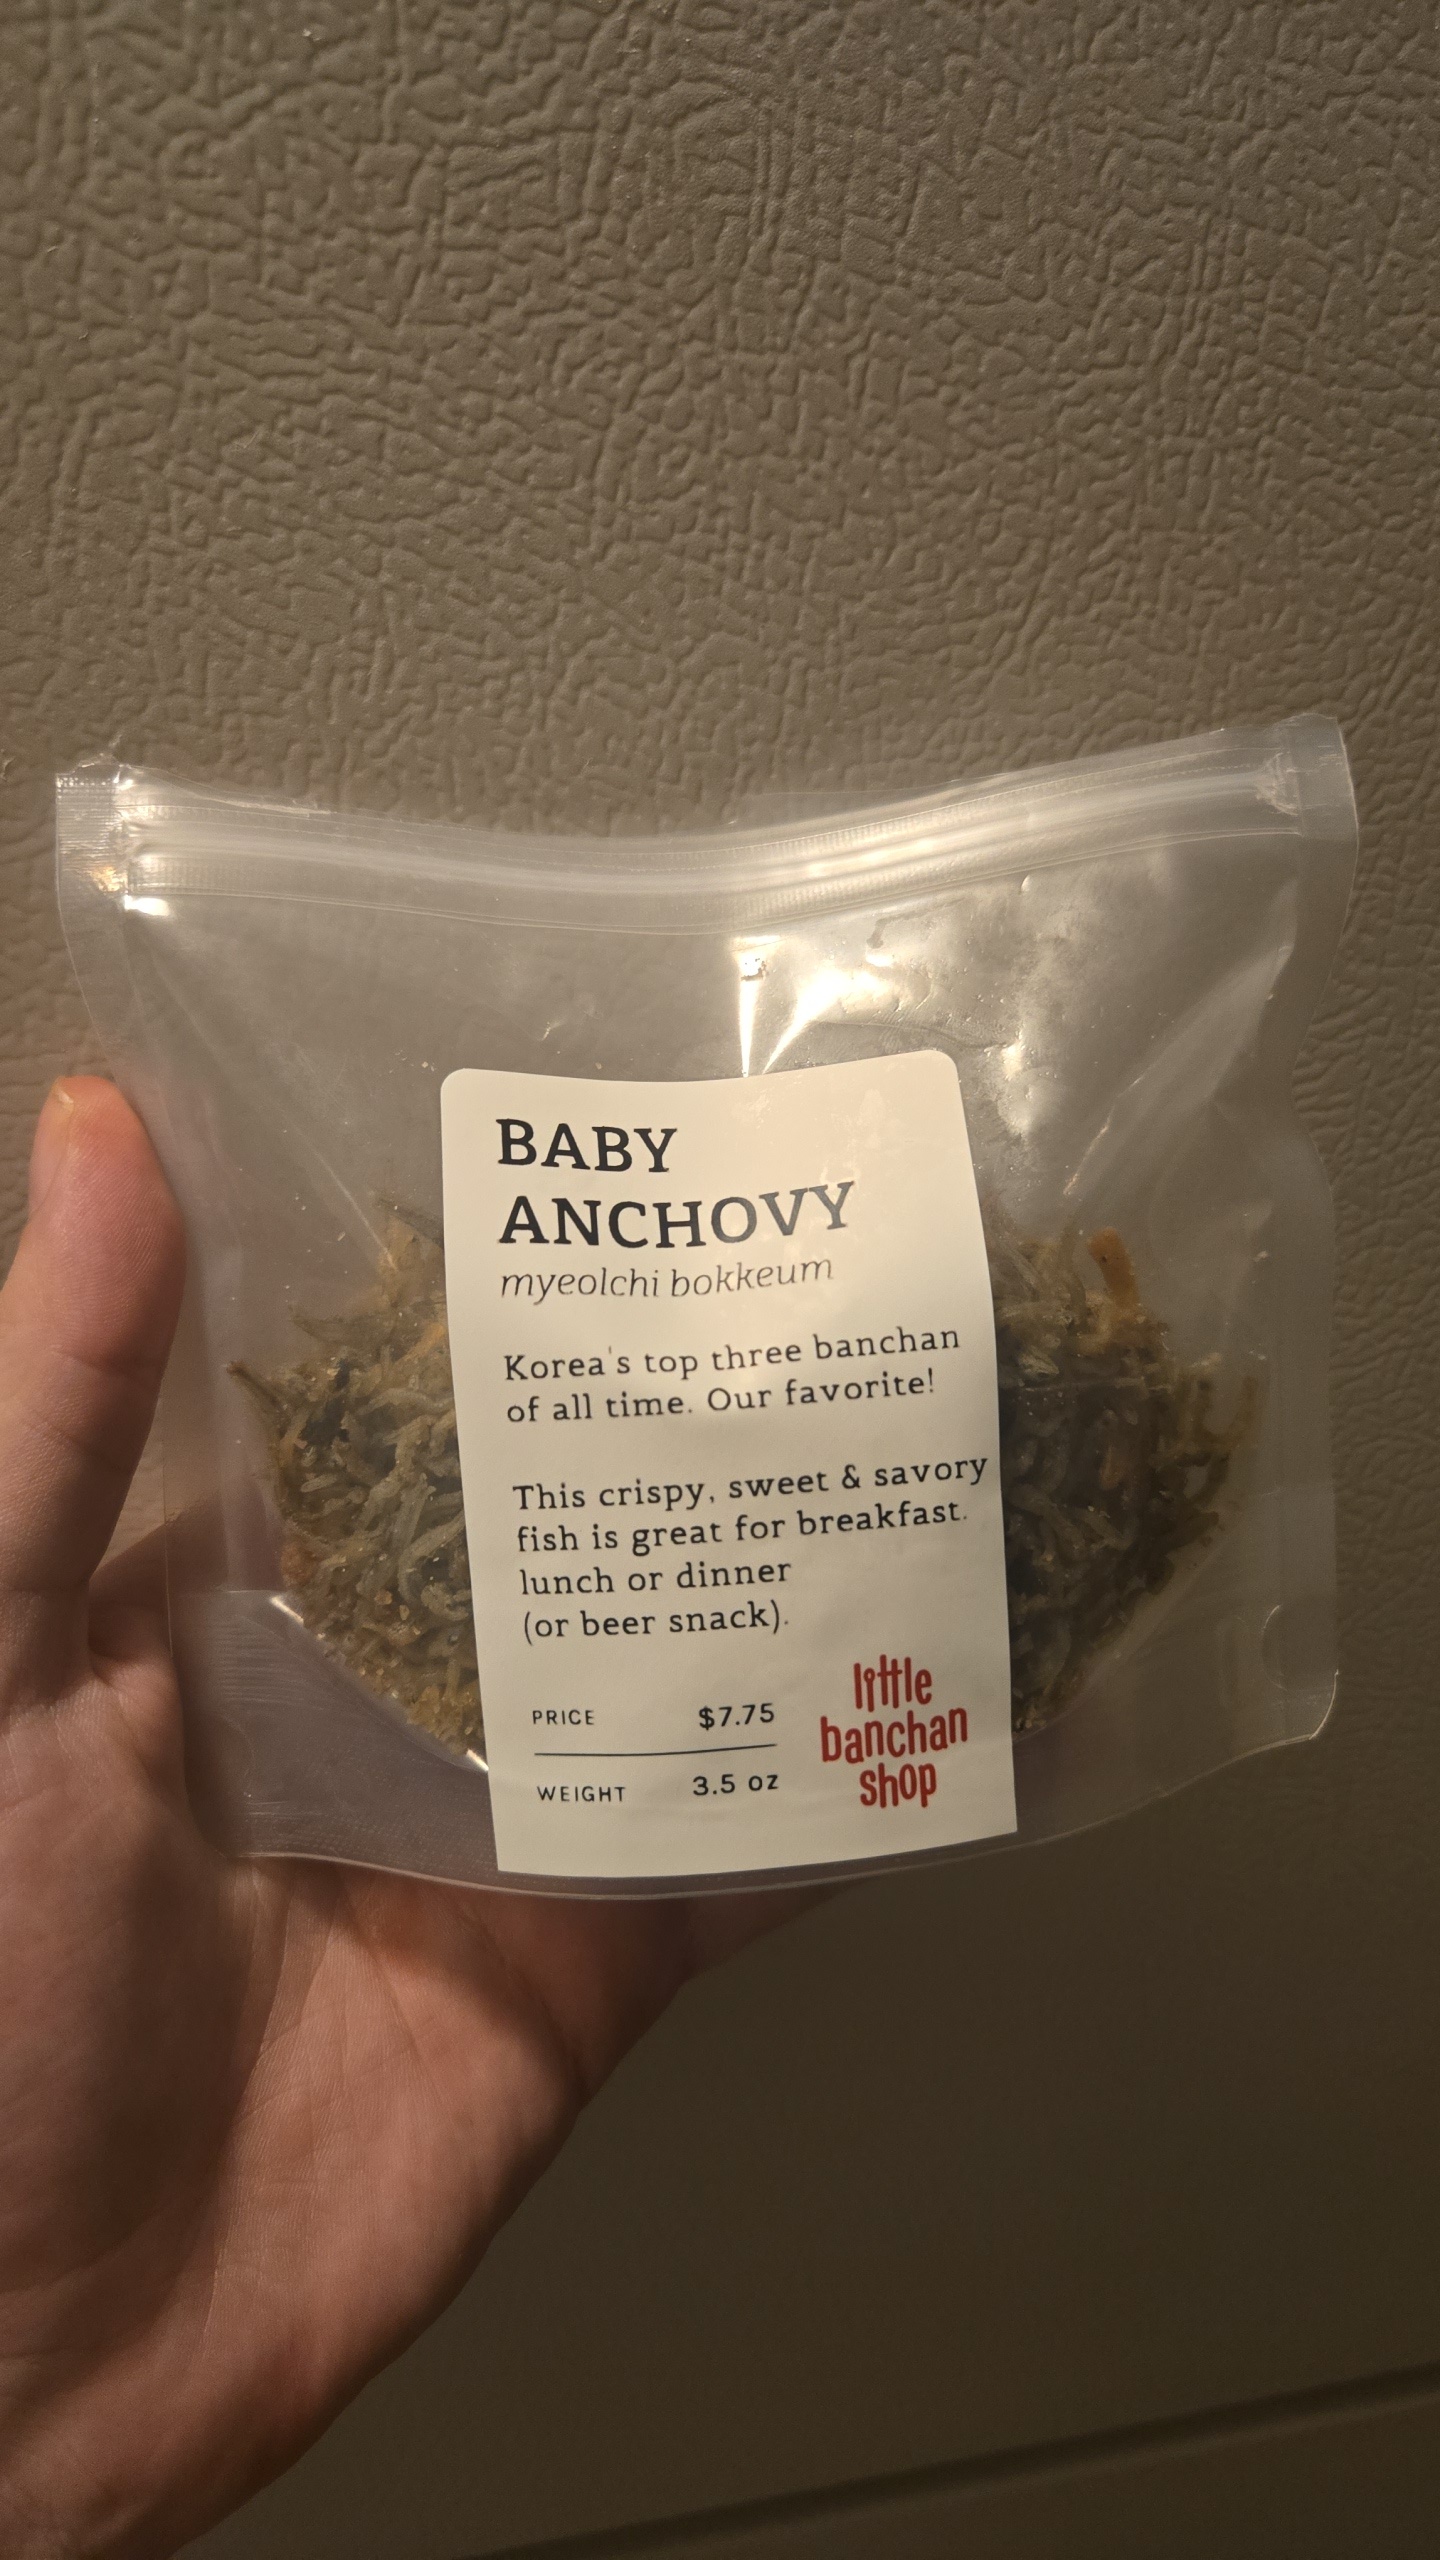 BABY
ANCHOVY
myeolchi bokkeum
Korea's top three banchan
of all time. Our favorite!
This crispy, sweet & savory
fish is great for breakfast.
lunch or dinner
(or beer snack).
PRICE $7.75
WEIGHT 3.5 oz
little
banchan
shop